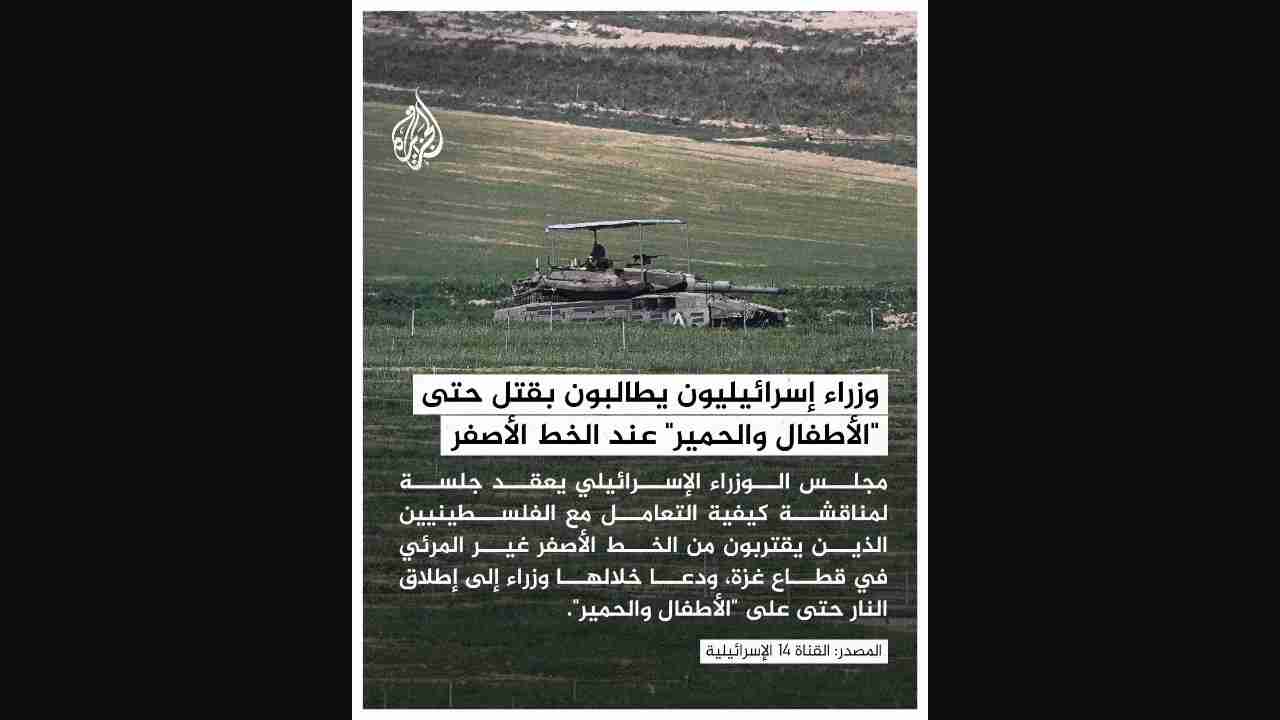 الجزيرة
وزراء إسرائيليون يطالبون بقتل حتى
"الأطفال والحمير" عند الخط الأصفر
مجلس الوزراء الإسرائيلي يعقد جلسة
لمناقشة كيفية التعامل مع الفلسطينيين
الذين يقتربون من الخط الأصفر غير المرئي
في قطاع غزة، ودعا خلالها وزراء إلى إطلاق
النار حتى على "الأطفال والحمير".
المصدر: القناة 14 الإسرائيلية